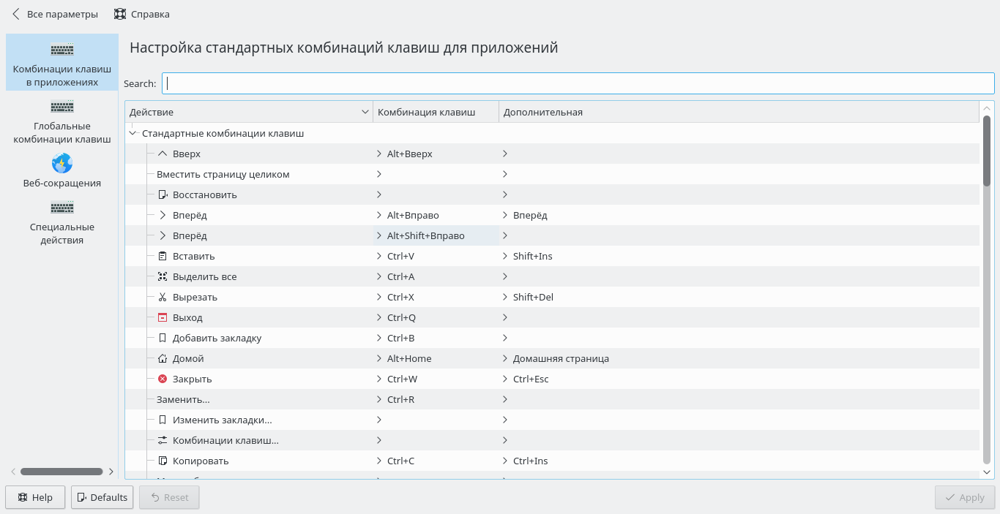 Все параметры Справка
Комбинации клавиш
в приложениях
Глобальные
комбинации клавиш
Веб-сокращения
Специальные
действия
Настройка стандартных комбинаций клавиш для приложений
Search:
Действие Комбинация клавиш Дополнительная
Стандартные комбинации клавиш
Вверх Alt+Вверх
Вместить страницу целиком
Восстановить
Вперёд Alt+Вправо Вперёд
Вперёд Alt+Shift+Вправо
Вставить Ctrl+V Shift+Ins
Выделить все Ctrl+A
Вырезать Ctrl+X Shift+Del
Выход Ctrl+Q
Добавить закладку Ctrl+B
Домой Alt+Home Домашняя страница
Закрыть Ctrl+W Ctrl+Esc
Заменить... Ctrl+R
Изменить закладки...
Комбинации клавиш...
Копировать Ctrl+C Ctrl+Ins
Help Defaults Reset Apply